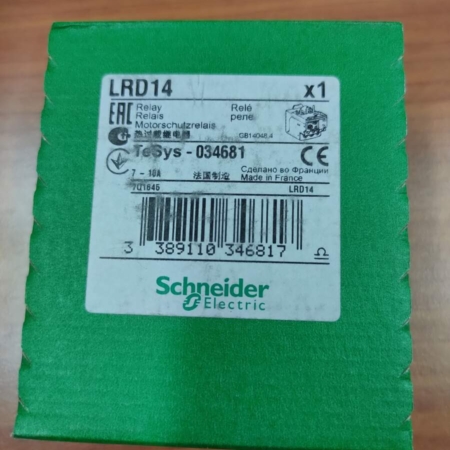 LRD14 x1
EAC Relay Relé
Relais реле
Motorschutzrelais
热过载继电器 GB14048.4
TeSys - 034681 CE
7 - 10A 法国制造 Сделано во Франции
Made in France
LRD14
3 389110 346817
Schneider
Electric